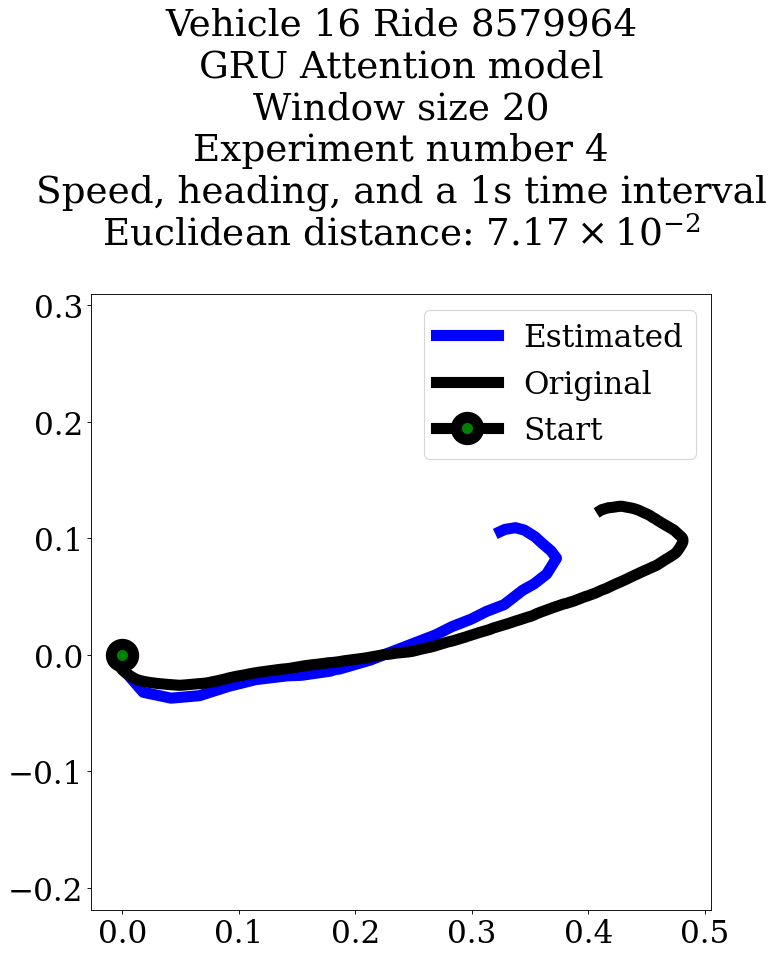 Vehicle 16 Ride 8579964
GRU Attention model
Window size 20
Experiment number 4
Speed, heading, and a 1s time interval
Euclidean distance: 7.17 × 10⁻²
0.3
0.2
0.1
0.0
−0.1
−0.2
Estimated
Original
Start
0.0 0.1 0.2 0.3 0.4 0.5